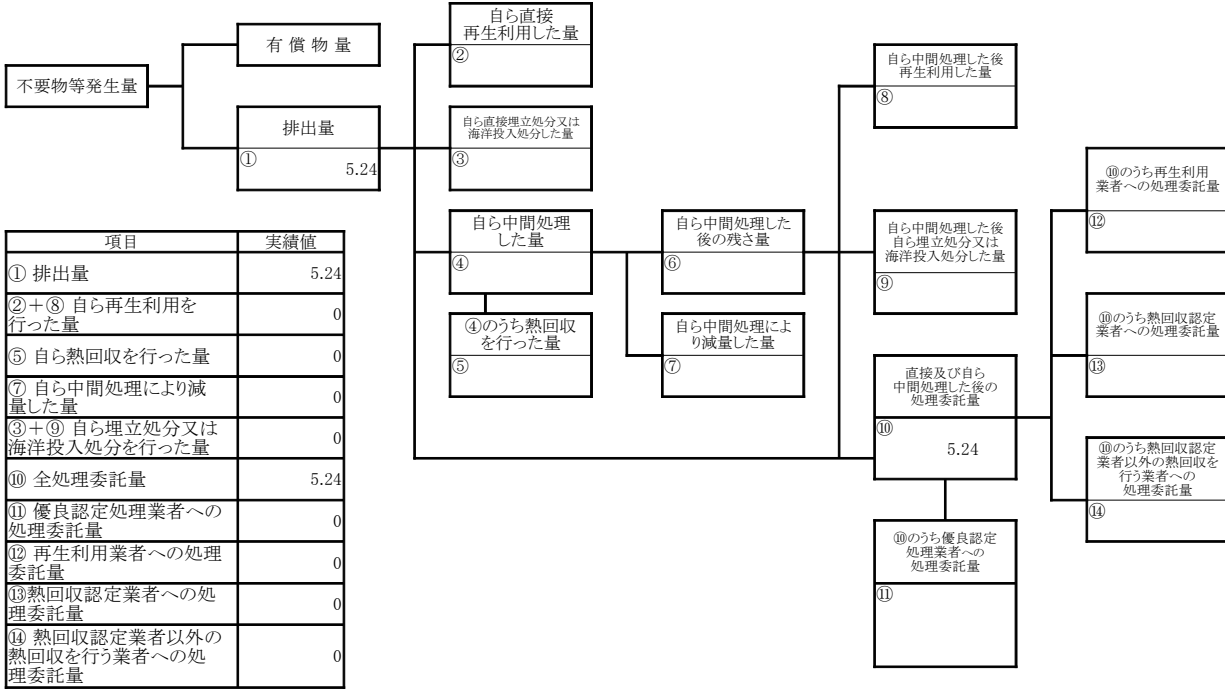 不要物等発生量
有 償 物 量
排出量
①
5.24
自ら直接
再生利用した量
②
自ら直接埋立処分又は
海洋投入処分した量
③
自ら中間処理
した量
④
④のうち熱回収
を行った量
⑤
自ら中間処理した
後の残さ量
⑥
自ら中間処理によ
り減量した量
⑦
自ら中間処理した後
再生利用した量
⑧
自ら中間処理した後
自ら埋立処分又は
海洋投入処分した量
⑨
直接及び自ら
中間処理した後の
処理委託量
⑩
5.24
⑩のうち優良認定
処理業者への
処理委託量
⑪
⑩のうち再生利用
業者への処理委託量
⑫
⑩のうち熱回収認定
業者への処理委託量
⑬
⑩のうち熱回収認定
業者以外の熱回収を
行う業者への
処理委託量
⑭
項目 実績値
① 排出量 5.24
②+⑧ 自ら再生利用を
行った量 0
⑤ 自ら熱回収を行った量 0
⑦ 自ら中間処理により減
量した量 0
③+⑨ 自ら埋立処分又は
海洋投入処分を行った量 0
⑩ 全処理委託量 5.24
⑪ 優良認定処理業者への
処理委託量 0
⑫ 再生利用業者への処理
委託量 0
⑬熱回収認定業者への処
理委託量 0
⑭ 熱回収認定業者以外の
熱回収を行う業者への処
理委託量 0